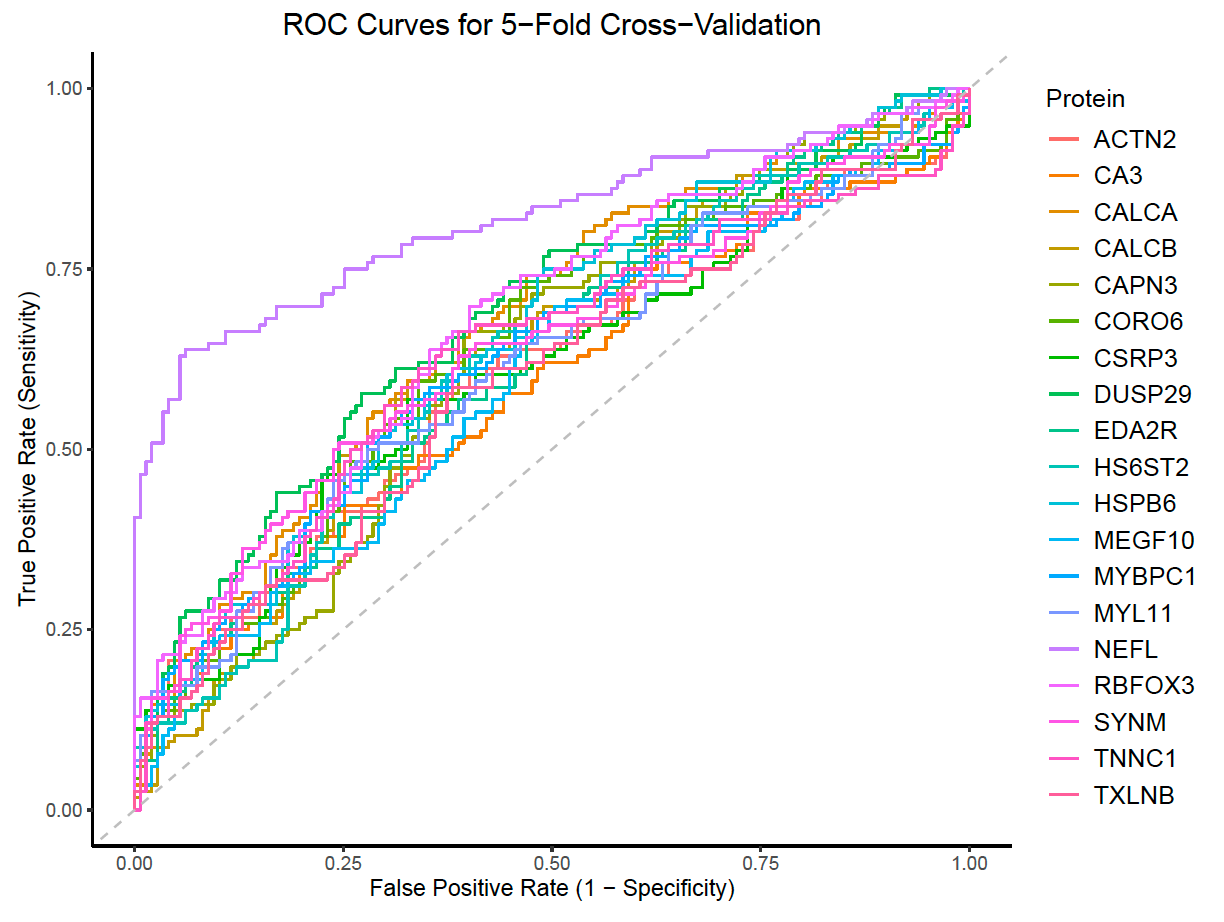 ROC Curves for 5−Fold Cross−Validation
True Positive Rate (Sensitivity)
1.00
0.75
0.50
0.25
0.00
0.00 0.25 0.50 0.75 1.00
False Positive Rate (1 − Specificity)
Protein
ACTN2
CA3
CALCA
CALCB
CAPN3
CORO6
CSRP3
DUSP29
EDA2R
HS6ST2
HSPB6
MEGF10
MYBPC1
MYL11
NEFL
RBFOX3
SYNM
TNNC1
TXLNB